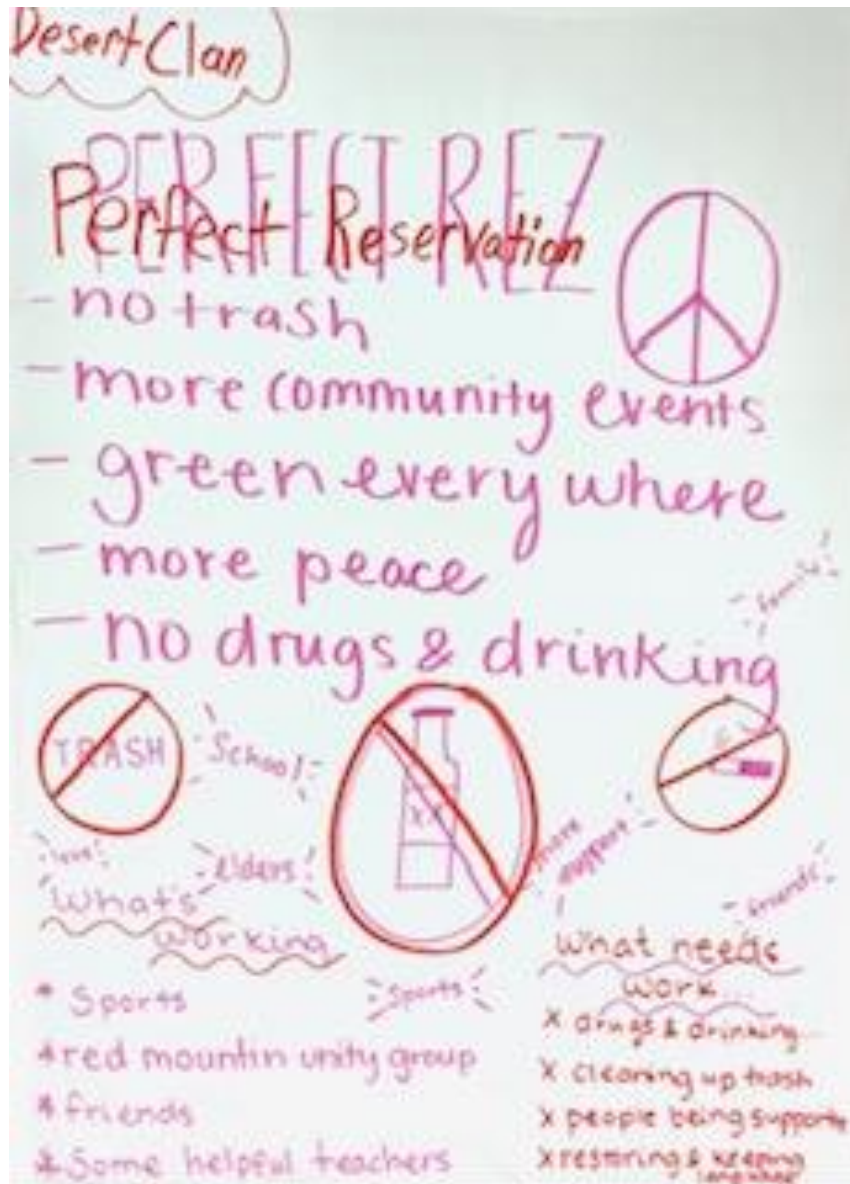 Desert Clan
PERFECT REZ
Perfect Reservation
- no trash
- more community events
- green every where
- more peace
- no drugs & drinking
family
TRASH
School
love
elders
more
support
friends
XX
What's
working
sports
* Sports
* red mountin unity group
* friends
* Some helpful teachers
What needs
work
x drugs & drinking
x cleaning up trash
x people being supporte
x restoring & keeping
language